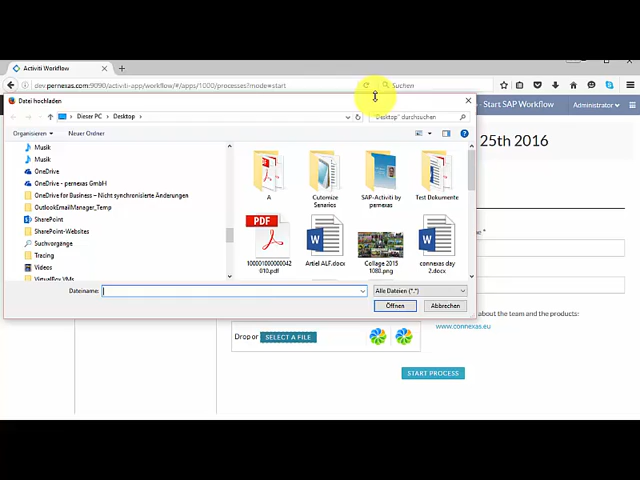 Activiti Workflow
dev.pernexas.com:9090/activiti-app/workflow/#/apps/1000/processes?mode=start
Suchen
Datei hochladen
- Start SAP Workflow
Administrator
Dieser PC
Desktop
"Desktop" durchsuchen
Organisieren
Neuer Ordner
25th 2016
Musik
Musik
OneDrive
OneDrive - pernexas GmbH
OneDrive for Business – Nicht synchronisierte Änderungen
OutlookEmailManager_Temp
SharePoint
SharePoint-Websites
Suchvorgänge
Tracing
Videos
VirtualBox VMs
A
Cutomize Senarios
SAP-Activiti by pernexas
Test Dokumente
PDF
Artiel ALF.docx
Collage 2015 1080.png
connexas day 2.docx
Dateiname:
Alle Dateien (*.*)
Öffnen
Abbrechen
about the team and the products:
www.connexas.eu
Drop or
SELECT A FILE
START PROCESS